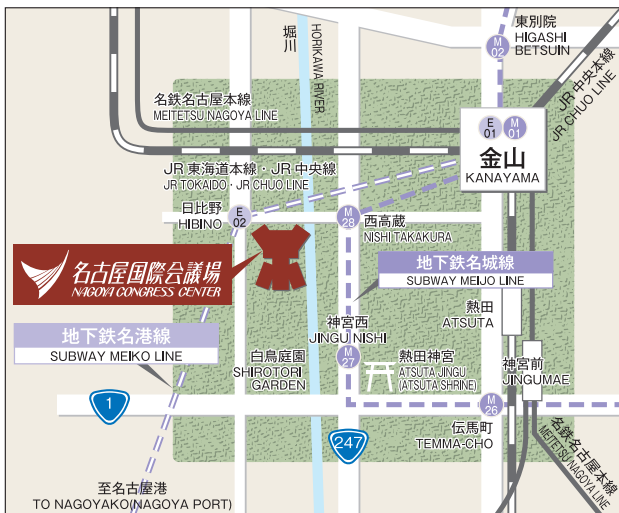 東別院
HIGASHI
BETSUIN
M
02
堀川
HORIKAWA RIVER
JR 中央本線
JR CHUO LINE
名鉄名古屋本線
MEITETSU NAGOYA LINE
E
01
M
01
金山
KANAYAMA
JR 東海道本線・JR 中央線
JR TOKAIDO・JR CHUO LINE
日比野
HIBINO
E
02
M
28
西高蔵
NISHI TAKAKURA
名古屋国際会議場
NAGOYA CONGRESS CENTER
地下鉄名城線
SUBWAY MEIJO LINE
熱田
ATSUTA
神宮西
JINGU NISHI
地下鉄名港線
SUBWAY MEIKO LINE
白鳥庭園
SHIROTORI
GARDEN
M
27
熱田神宮
ATSUTA JINGU
(ATSUTA SHRINE)
神宮前
JINGUMAE
1
M
26
247
伝馬町
TEMMA-CHO
名鉄名古屋本線
MEITETSU NAGOYA LINE
至名古屋港
TO NAGOYAKO(NAGOYA PORT)